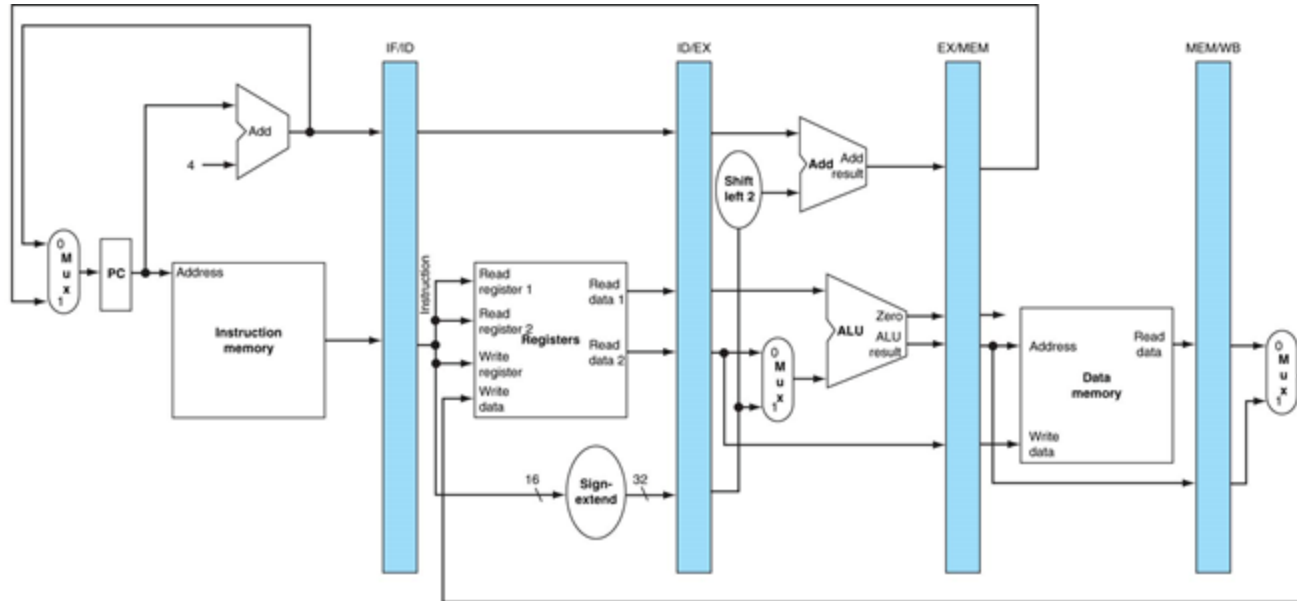 IF/ID
ID/EX
EX/MEM
MEM/WB
Add
4
Shift
left 2
Add
Add
result
0
M
u
x
1
PC
Address
Instruction
memory
Instruction
Read
register 1
Read
register 2
Registers
Write
register
Write
data
Read
data 1
Read
data 2
16
Sign-
extend
32
0
M
u
x
1
Zero
ALU
ALU
result
Address
Read
data
Data
memory
Write
data
0
M
u
x
1